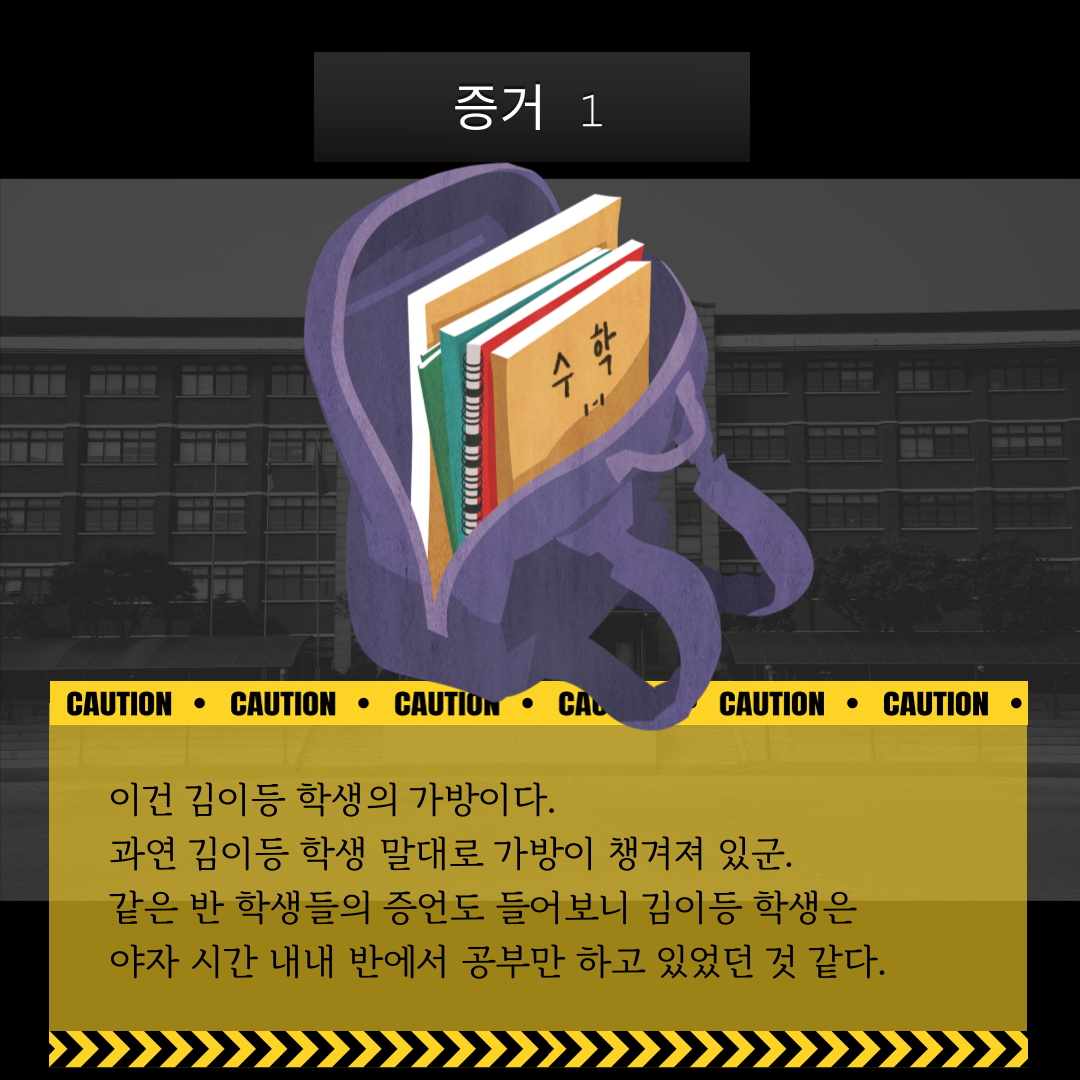 증거 1
수학
CAUTION • CAUTION • CAUTION • CAU • CAUTION • CAUTION •
이건 김이등 학생의 가방이다.
과연 김이등 학생 말대로 가방이 챙겨져 있군.
같은 반 학생들의 증언도 들어보니 김이등 학생은
야자 시간 내내 반에서 공부만 하고 있었던 것 같다.